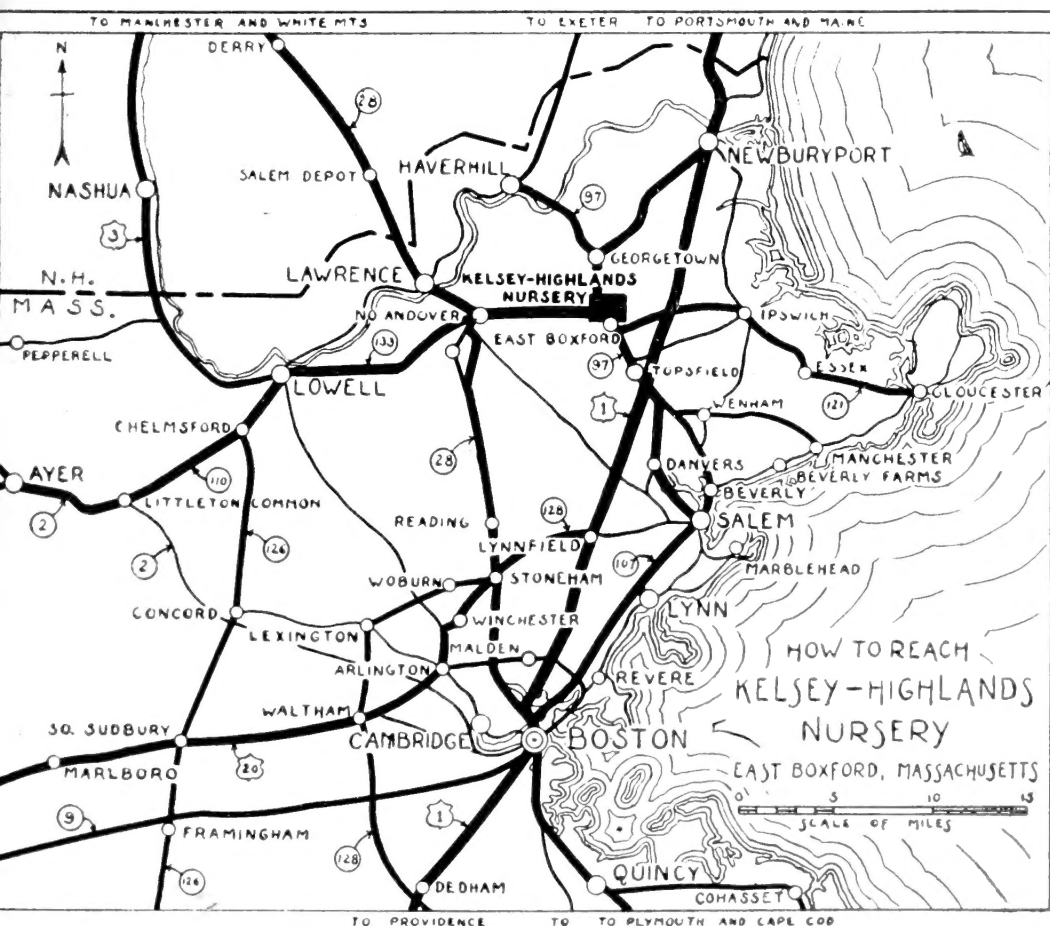 TO MANCHESTER AND WHITE MTS
TO EXETER
TO PORTSMOUTH AND MAINE
N
DERRY
28
NEWBURYPORT
HAVERHILL
SALEM DEPOT
NASHUA
97
3
GEORGETOWN
N.H.
MASS.
LAWRENCE
KELSEY-HIGHLANDS
NURSERY
NO ANDOVER
IPSWICH
EAST BOXFORD
133
PEPPERELL
97
TOPSFIELD
ESSEX
LOWELL
GLOUCESTER
121
1
WENHAM
CHELMSFORD
28
MANCHESTER
DANVERS
BEVERLY FARMS
AYER
110
BEVERLY
2
LITTLETON COMMON
128
READING
SALEM
LYNNFIELD
126
2
107
MARBLEHEAD
WOBURN
STONEHAM
CONCORD
LYNN
WINCHESTER
LEXINGTON
MALDEN
ARLINGTON
REVERE
WALTHAM
SO. SUDBURY
CAMBRIDGE
BOSTON
20
MARLBORO
HOW TO REACH
KELSEY-HIGHLANDS
NURSERY
EAST BOXFORD, MASSACHUSETTS
0 5 10 15
SCALE OF MILES
9
1
FRAMINGHAM
128
126
DEDHAM
QUINCY
COHASSET
TO PROVIDENCE
TO
TO PLYMOUTH AND CAPE COD